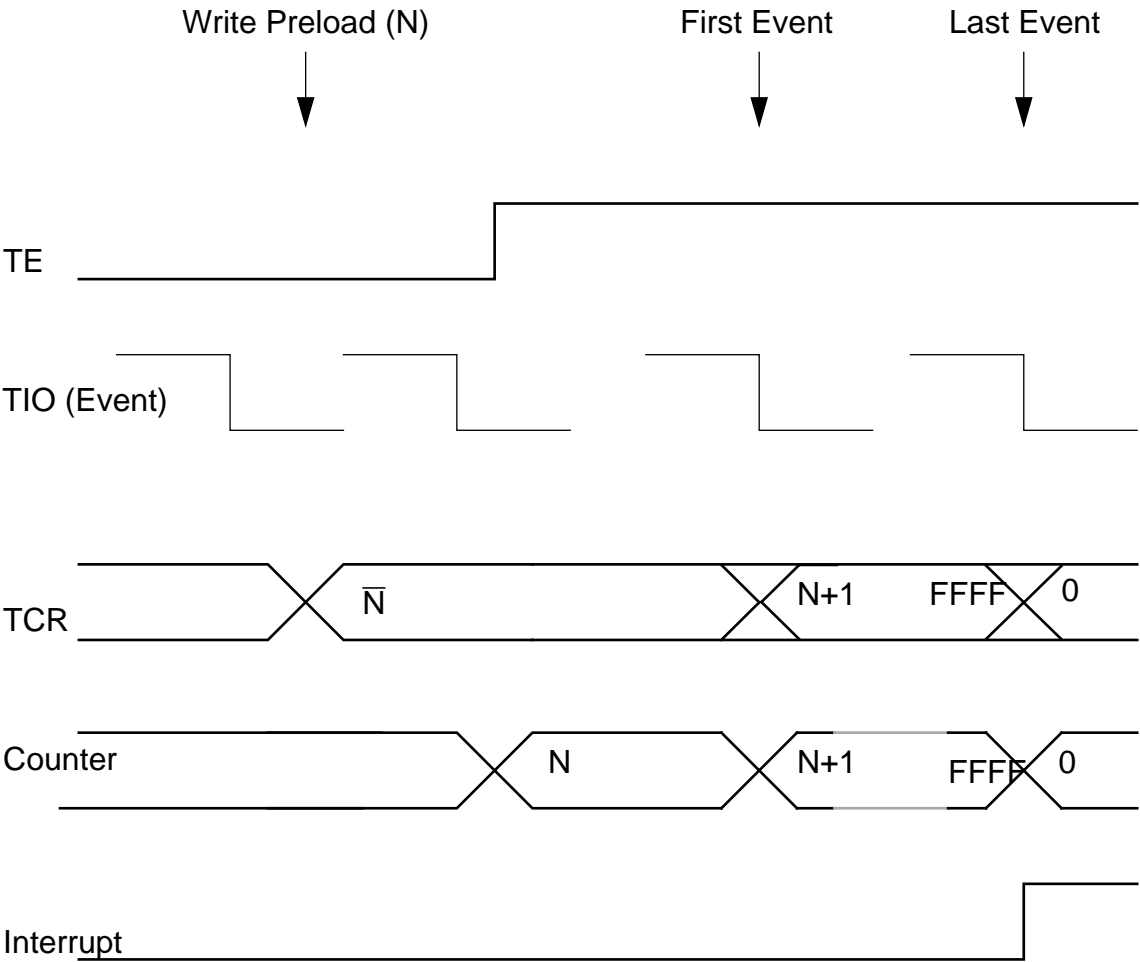 Write Preload (N) First Event Last Event
TE
TIO (Event)
N̅ N+1 FFFF 0
TCR
Counter N N+1 FFFF 0
Interrupt